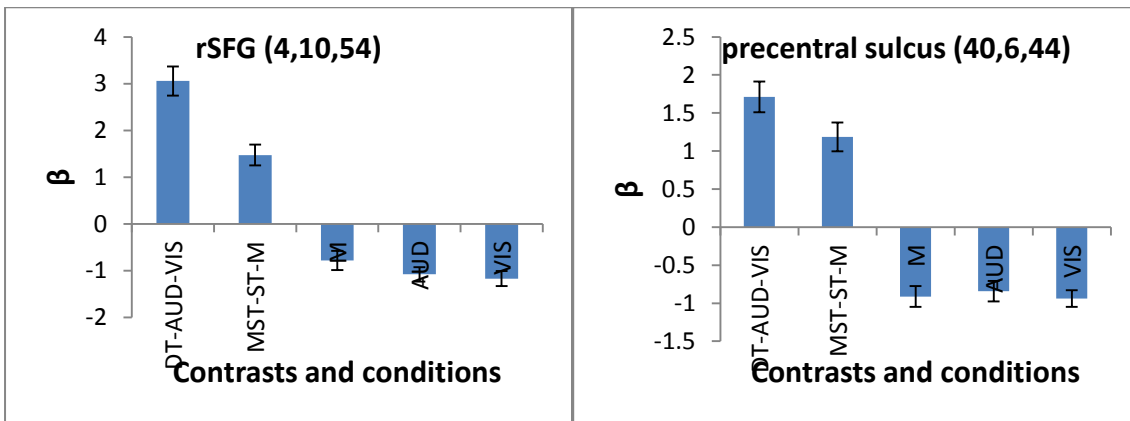 rSFG (4,10,54)
4
3
2
1
0
-1
-2
β
DT-AUD-VIS
MST-ST-M
M
AUD
VIS
Contrasts and conditions
precentral sulcus (40,6,44)
2.5
2
1.5
1
0.5
0
-0.5
-1
-1.5
β
DT-AUD-VIS
MST-ST-M
M
AUD
VIS
Contrasts and conditions